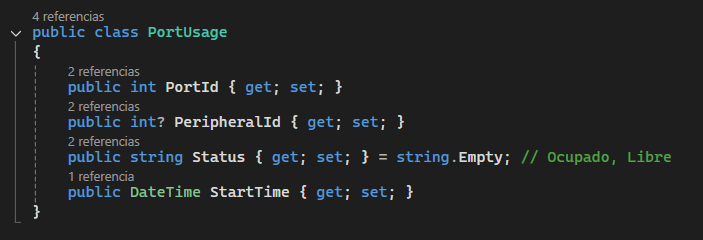 4 referencias
public class PortUsage
{
2 referencias
public int PortId { get; set; }
2 referencias
public int? PeripheralId { get; set; }
2 referencias
public string Status { get; set; } = string.Empty; // Ocupado, Libre
1 referencia
public DateTime StartTime { get; set; }
}